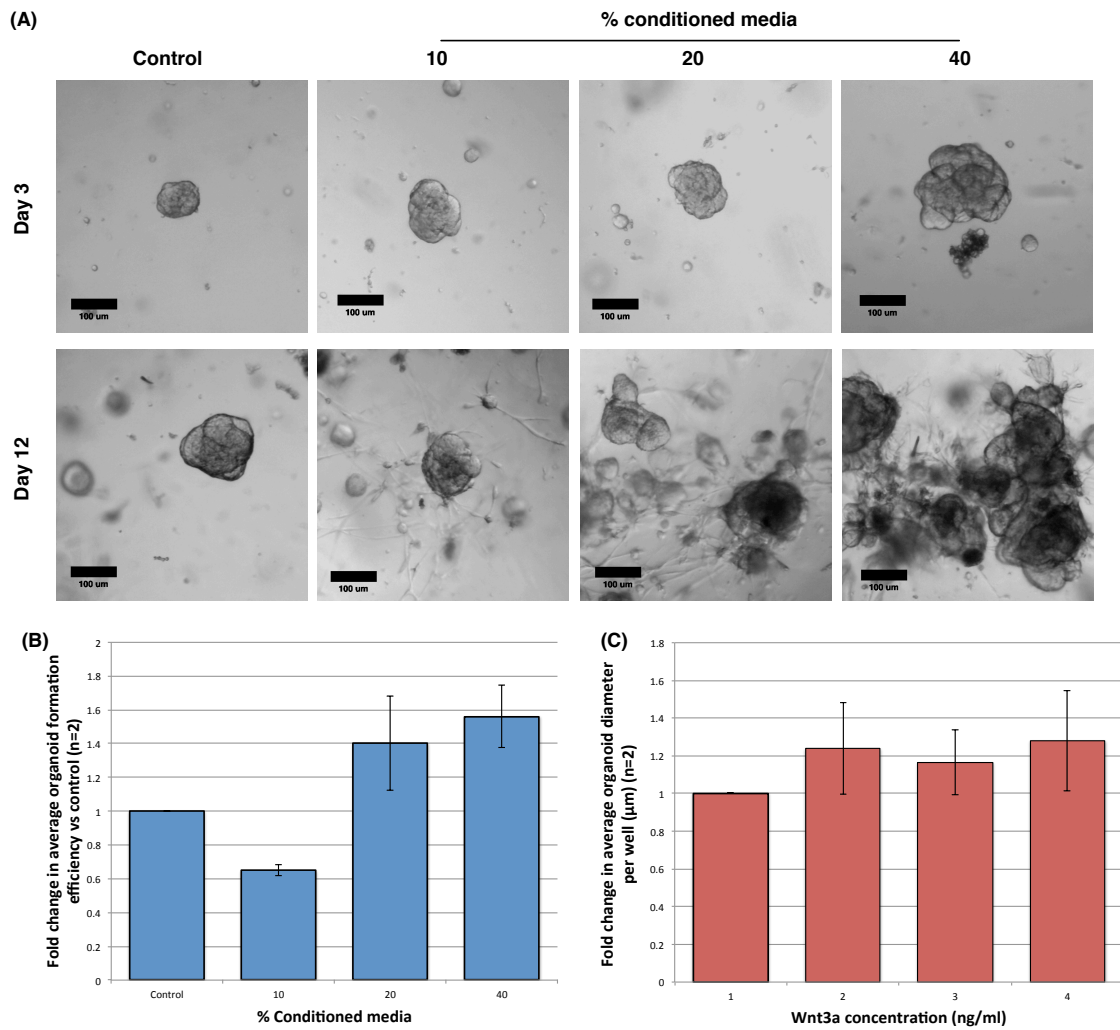 (A)
% conditioned media
Control
10
20
40
Day 3
100 um
100 um
100 um
100 um
Day 12
100 um
100 um
100 um
100 um
(B)
Fold change in average organoid formation
efficiency vs control (n=2)
2
1.8
1.6
1.4
1.2
1
0.8
0.6
0.4
0.2
0
Control
10
20
40
% Conditioned media
(C)
Fold change in average organoid diameter
per well (µm) (n=2)
1.8
1.6
1.4
1.2
1
0.8
0.6
0.4
0.2
0
1
2
3
4
Wnt3a concentration (ng/ml)